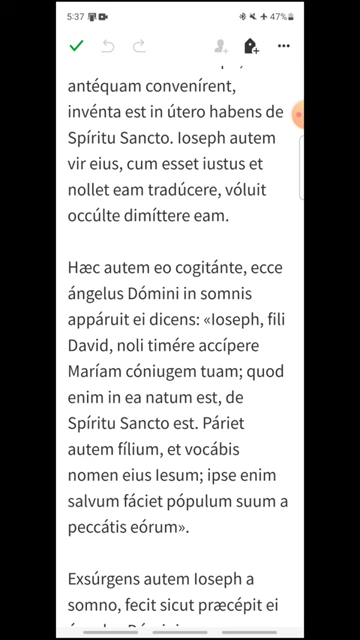 5:37
47%
antéquam convenírent,
invénta est in útero habens de
Spíritu Sancto. Ioseph autem
vir eius, cum esset iustus et
nollet eam tradúcere, vóluit
occúlte dimíttere eam.
Hæc autem eo cogitánte, ecce
ángelus Dómini in somnis
appáruit ei dicens: «Ioseph, fili
David, noli timére accípere
Maríam cóniugem tuam; quod
enim in ea natum est, de
Spíritu Sancto est. Páriet
autem fílium, et vocábis
nomen eius Iesum; ipse enim
salvum fáciet pópulum suum a
peccátis eórum».
Exsúrgens autem Ioseph a
somno, fecit sicut præcépit ei